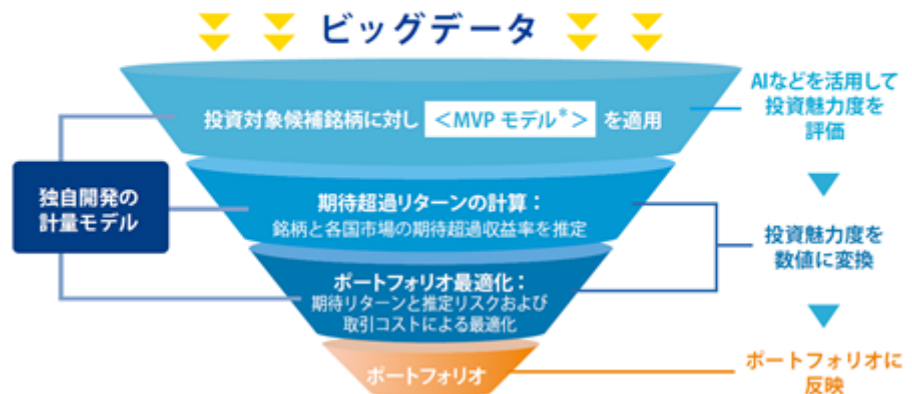 ビッグデータ
投資対象候補銘柄に対し <MVP モデル*> を適用
AIなどを活用して
投資魅力度を
評価
独自開発の
計量モデル
期待超過リターンの計算：
銘柄と各国市場の期待超過収益率を推定
投資魅力度を
数値に変換
ポートフォリオ最適化：
期待リターンと推定リスクおよび
取引コストによる最適化
ポートフォリオ
ポートフォリオに
反映